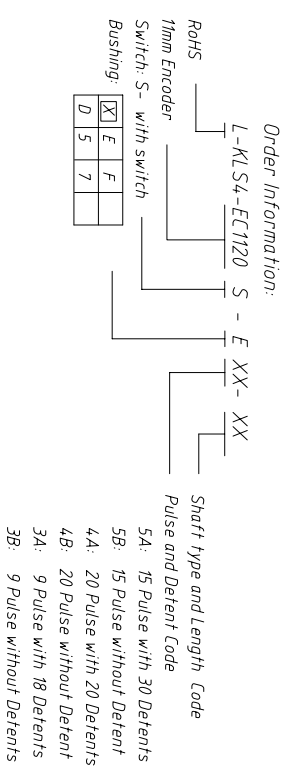 Order Information:
L-KLS4-EC1120 S - E XX- XX
RoHS
11mm Encoder
Switch: S- with switch
Bushing:
X E F
D 5 7
Shaft type and Length Code
Pulse and Detent Code
5A: 15 Pulse with 30 Detents
5B: 15 Pulse without Detent
4A: 20 Pulse with 20 Detents
4B: 20 Pulse without Detent
3A: 9 Pulse with 18 Detents
3B: 9 Pulse without Detents